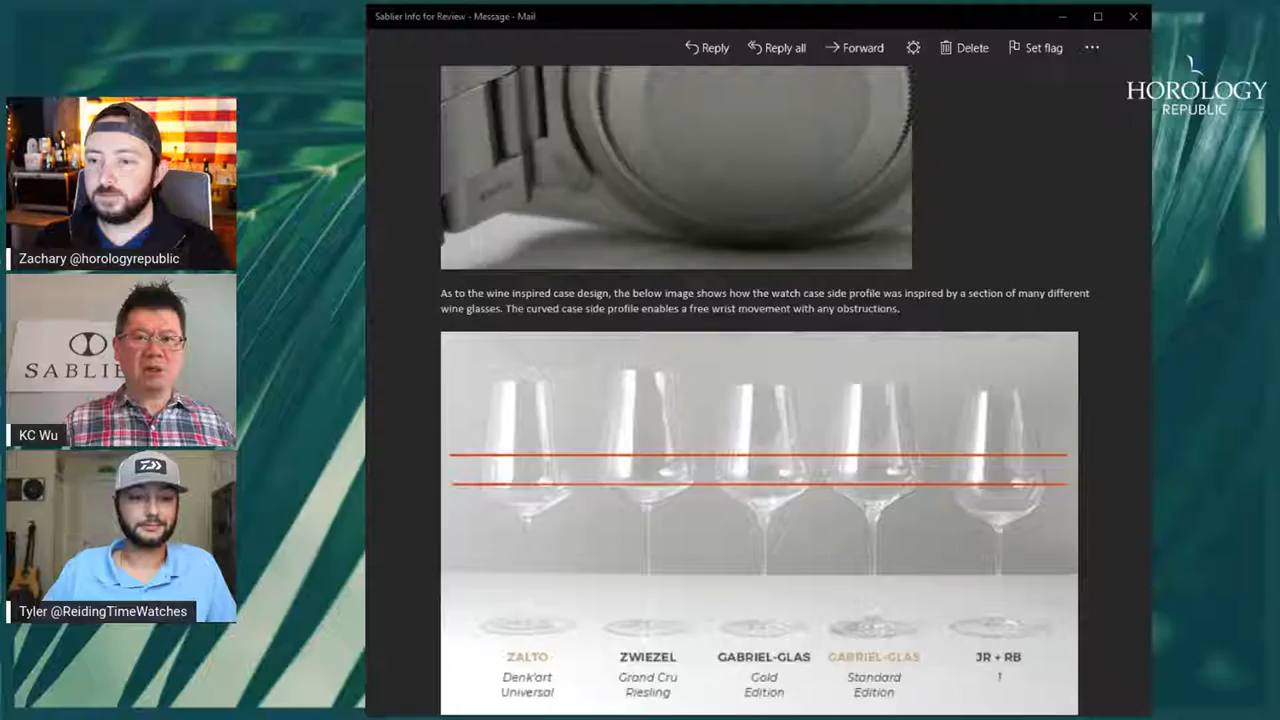 Sablier Info for Review - Message - Mail
Reply
Reply all
Forward
Delete
Set flag
HOROLOGY
REPUBLIC
Zachary @horologyrepublic
As to the wine inspired case design, the below image shows how the watch case side profile was inspired by a section of many different
wine glasses. The curved case side profile enables a free wrist movement with any obstructions.
SABLIE
KC Wu
Tyler @ReidingTimeWatches
ZALTO
Denk'art
Universal
ZWIEZEL
Grand Cru
Riesling
GABRIEL-GLAS
Gold
Edition
GABRIEL-GLAS
Standard
Edition
JR + RB
1